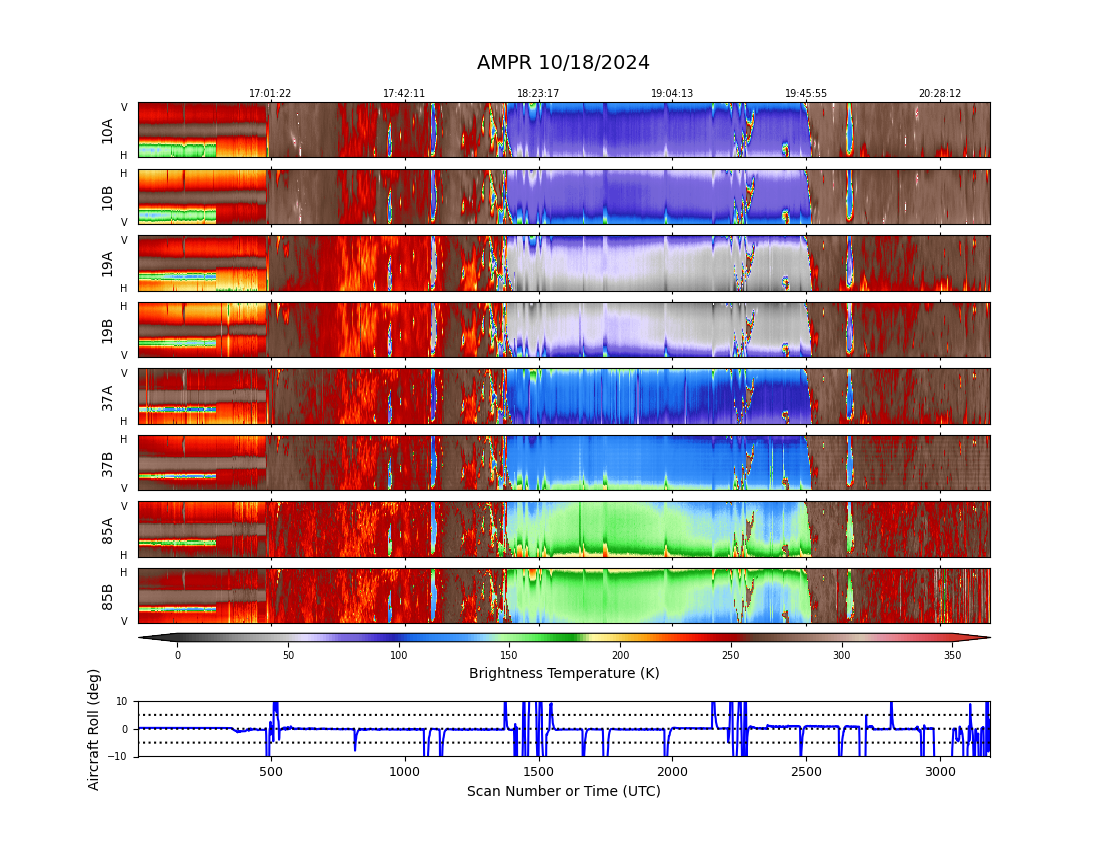 AMPR 10/18/2024
17:01:22 17:42:11 18:23:17 19:04:13 19:45:55 20:28:12
V
10A
H
H
10B
V
V
19A
H
H
19B
V
V
37A
H
H
37B
V
V
85A
H
H
85B
V
0 50 100 150 200 250 300 350
Brightness Temperature (K)
Aircraft Roll (deg)
10
0
−10
500 1000 1500 2000 2500 3000
Scan Number or Time (UTC)